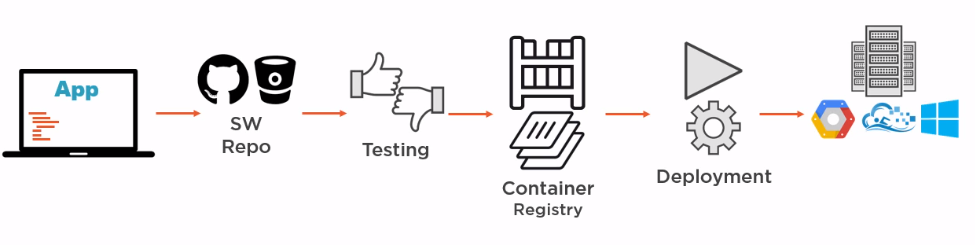 App
SW
Repo
Testing
Container
Registry
Deployment